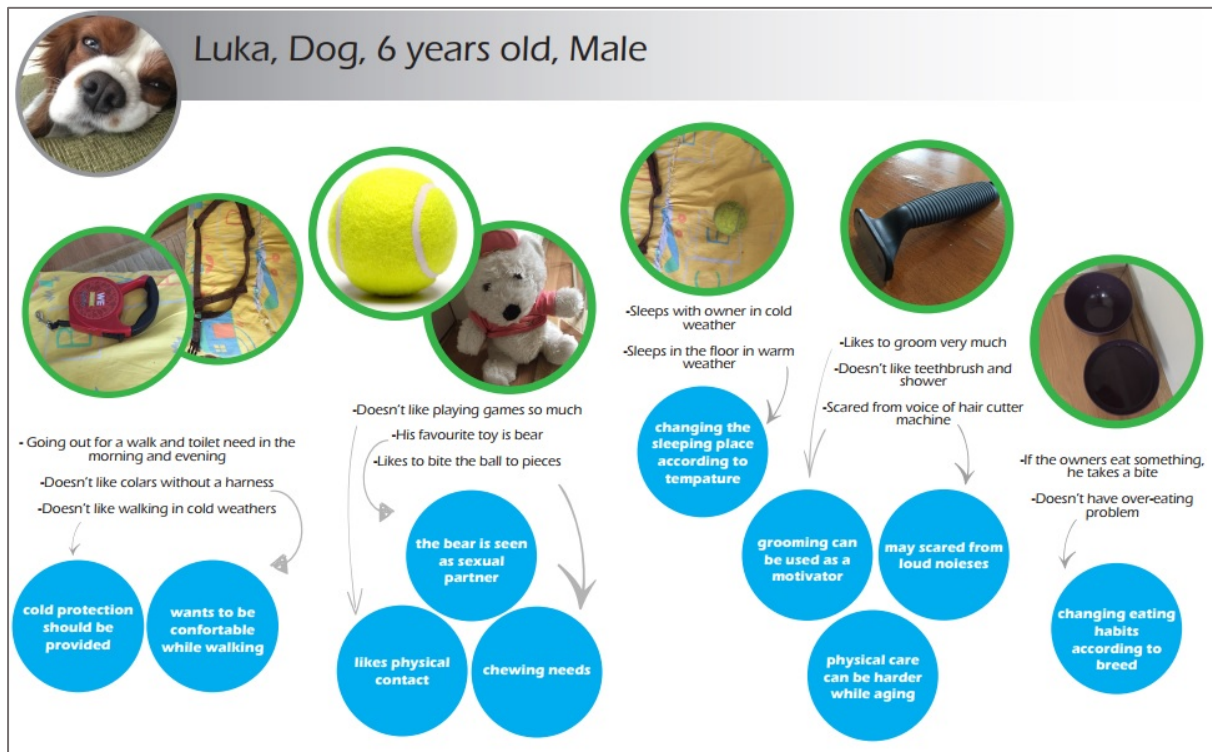 Luka, Dog, 6 years old, Male
- Going out for a walk and toilet need in the
morning and evening
-Doesn't like colars without a harness
-Doesn't like walking in cold weathers
cold protection
should be
provided
wants to be
confortable
while walking
-Doesn't like playing games so much
-His favourite toy is bear
-Likes to bite the ball to pieces
the bear is seen
as sexual
partner
likes physical
contact
chewing needs
-Sleeps with owner in cold
weather
-Sleeps in the floor in warm
weather
changing the
sleeping place
according to
tempature
-Likes to groom very much
-Doesn't like teethbrush and
shower
-Scared from voice of hair cutter
machine
grooming can
be used as a
motivator
may scared from
loud noieses
physical care
can be harder
while aging
-If the owners eat something,
he takes a bite
-Doesn't have over-eating
problem
changing eating
habits
according to
breed